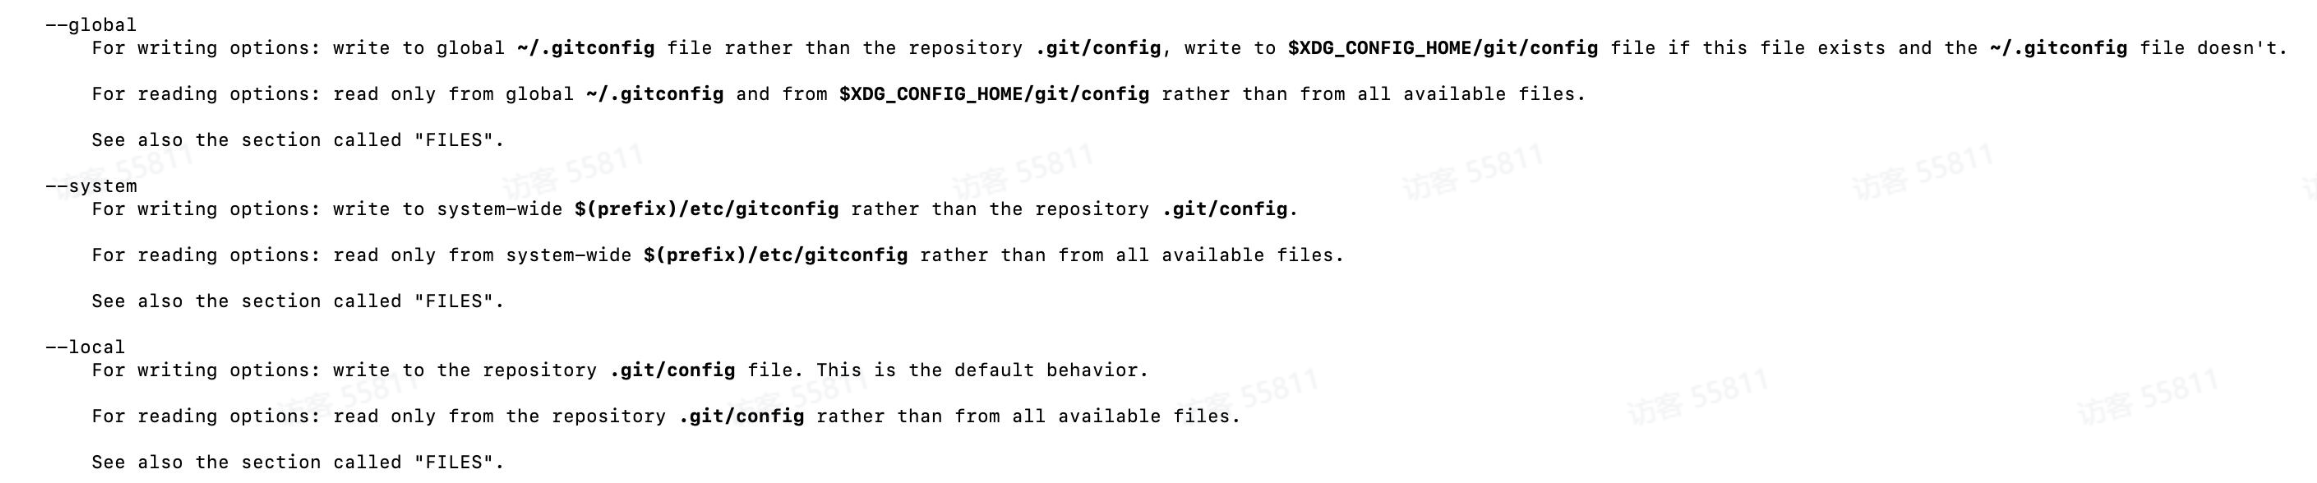 --global
For writing options: write to global ~/.gitconfig file rather than the repository .git/config, write to $XDG_CONFIG_HOME/git/config file if this file exists and the ~/.gitconfig file doesn't.
For reading options: read only from global ~/.gitconfig and from $XDG_CONFIG_HOME/git/config rather than from all available files.
See also the section called "FILES".
访客 55811 访客 55811 访客 55811 访客 55811 访客 55811
--system
For writing options: write to system-wide $(prefix)/etc/gitconfig rather than the repository .git/config.
For reading options: read only from system-wide $(prefix)/etc/gitconfig rather than from all available files.
See also the section called "FILES".
--local
For writing options: write to the repository .git/config file. This is the default behavior.
访客 55811 访客 55811 访客 55811 访客 55811 访客 55811
For reading options: read only from the repository .git/config rather than from all available files.
See also the section called "FILES".